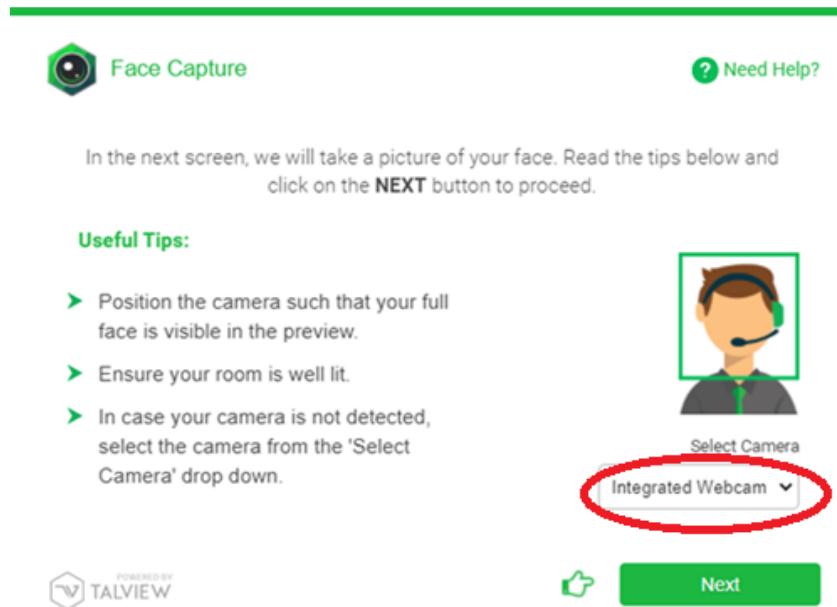 Face Capture
? Need Help?
In the next screen, we will take a picture of your face. Read the tips below and
click on the NEXT button to proceed.
Useful Tips:
Position the camera such that your full
face is visible in the preview.
Ensure your room is well lit.
In case your camera is not detected,
select the camera from the 'Select
Camera' drop down.
Select Camera
Integrated Webcam
POWERED BY
TALVIEW
Next